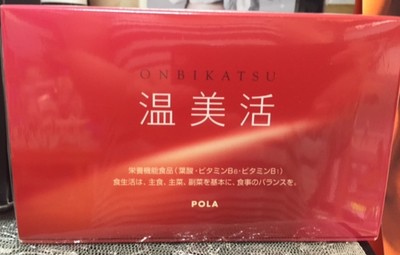 ONBIKATSU
温美活
栄養機能食品(葉酸・ビタミンB6・ビタミンB1)
食生活は、主食、主菜、副菜を基本に、食事のバランスを。
POLA